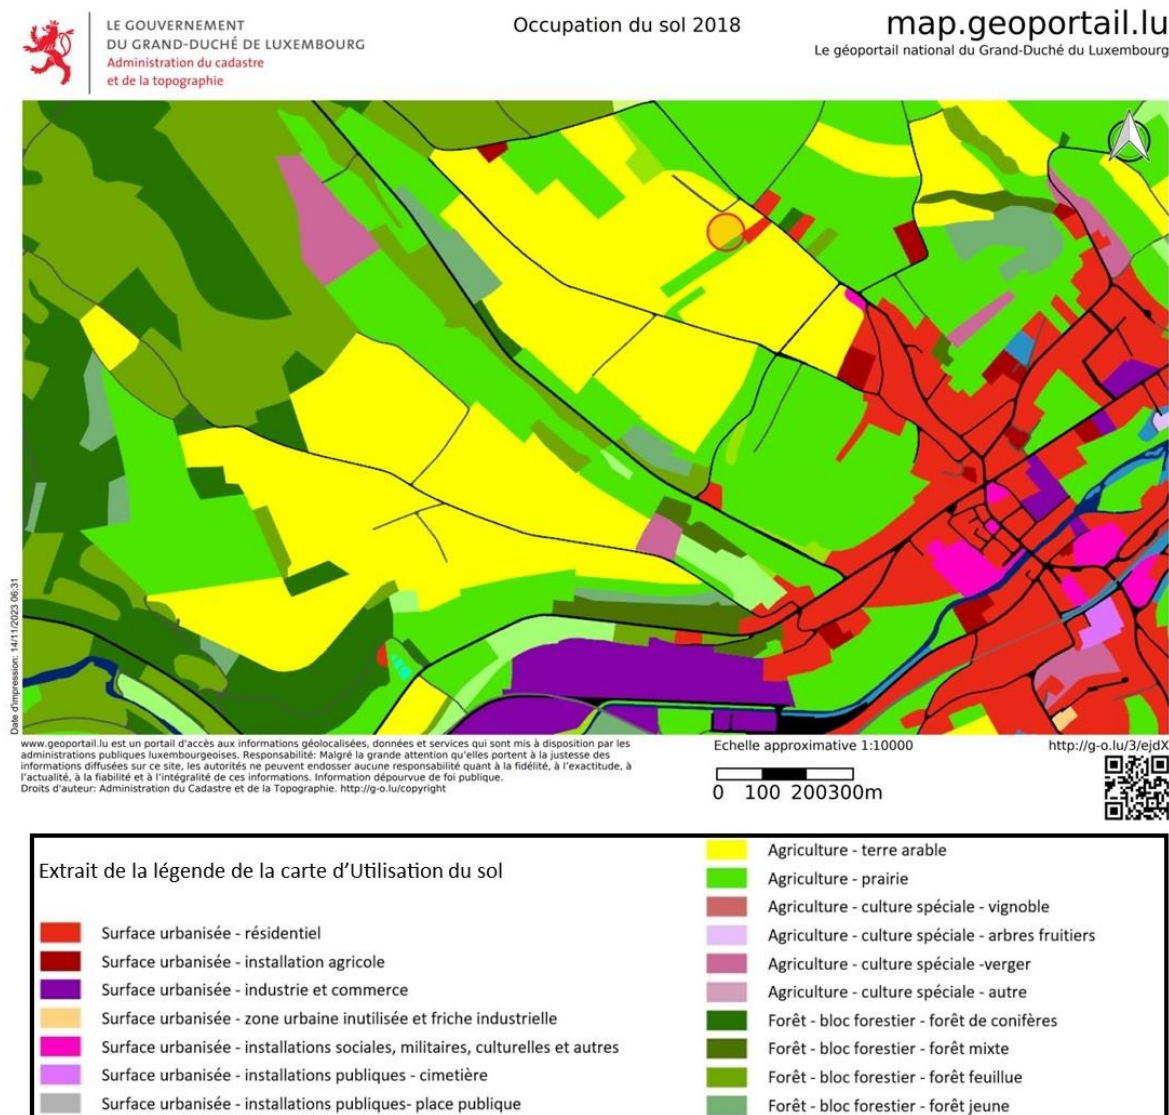 LE GOUVERNEMENT
DU GRAND-DUCHÉ DE LUXEMBOURG
Administration du cadastre
et de la topographie
Occupation du sol 2018
map.geoportail.lu
Le géoportail national du Grand-Duché du Luxembourg
Date d'impression: 14/11/2023 06:31
www.geoportail.lu est un portail d'accès aux informations géolocalisées, données et services qui sont mis à disposition par les
administrations publiques luxembourgeoises. Responsabilité: Malgré la grande attention qu'elles portent à la justesse des
informations diffusées sur ce site, les autorités ne peuvent endosser aucune responsabilité quant à la fidélité, à l'exactitude, à
l'actualité, à la fiabilité et à l'intégralité de ces informations. Information dépourvue de foi publique.
Droits d'auteur: Administration du Cadastre et de la Topographie. http://g-o.lu/copyright
Echelle approximative 1:10000
0 100 200300m
http://g-o.lu/3/ejdX
Extrait de la légende de la carte d'Utilisation du sol
Surface urbanisée - résidentiel
Surface urbanisée - installation agricole
Surface urbanisée - industrie et commerce
Surface urbanisée - zone urbaine inutilisée et friche industrielle
Surface urbanisée - installations sociales, militaires, culturelles et autres
Surface urbanisée - installations publiques - cimetière
Surface urbanisée - installations publiques- place publique
Agriculture - terre arable
Agriculture - prairie
Agriculture - culture spéciale - vignoble
Agriculture - culture spéciale - arbres fruitiers
Agriculture - culture spéciale -verger
Agriculture - culture spéciale - autre
Forêt - bloc forestier - forêt de conifères
Forêt - bloc forestier - forêt mixte
Forêt - bloc forestier - forêt feuillue
Forêt - bloc forestier - forêt jeune